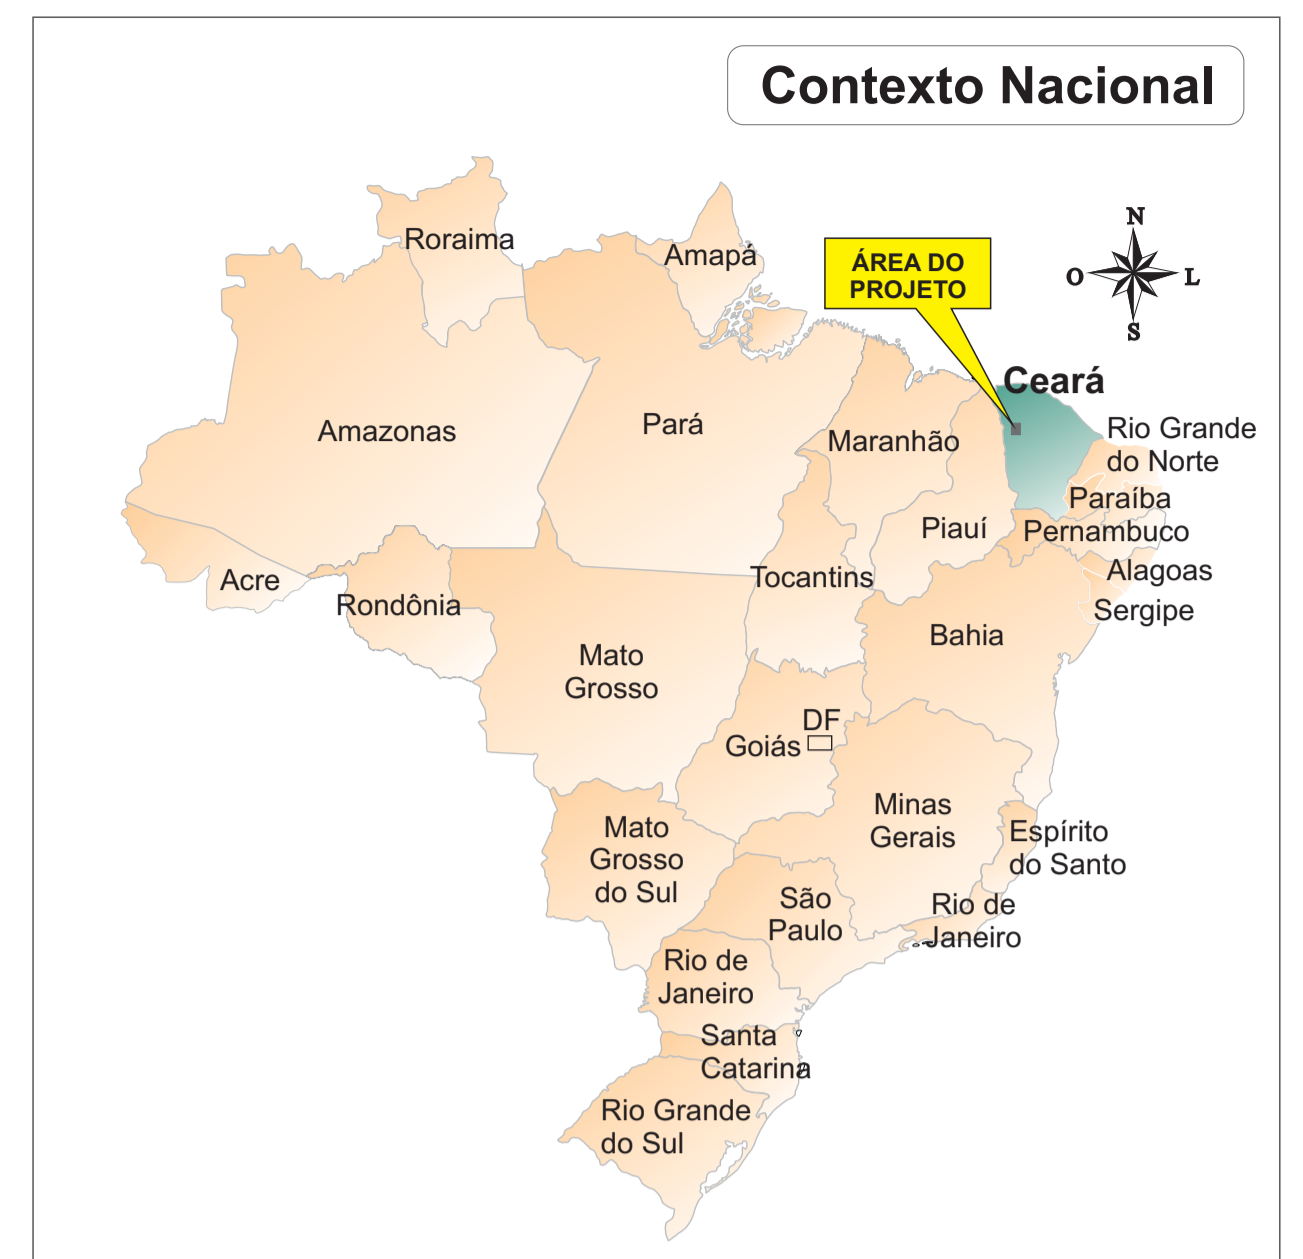 Contexto Nacional
Roraima
Amapá
ÁREA DO
PROJETO
N
O
L
S
Ceará
Amazonas
Pará
Maranhão
Rio Grande
do Norte
Paraíba
Piauí
Pernambuco
Acre
Rondônia
Tocantins
Alagoas
Sergipe
Bahia
Mato
Grosso
DF
Goiás
Minas
Gerais
Espírito
do Santo
Mato
Grosso
do Sul
São
Paulo
Rio de
Janeiro
Rio de
Janeiro
Santa
Catarina
Rio Grande
do Sul